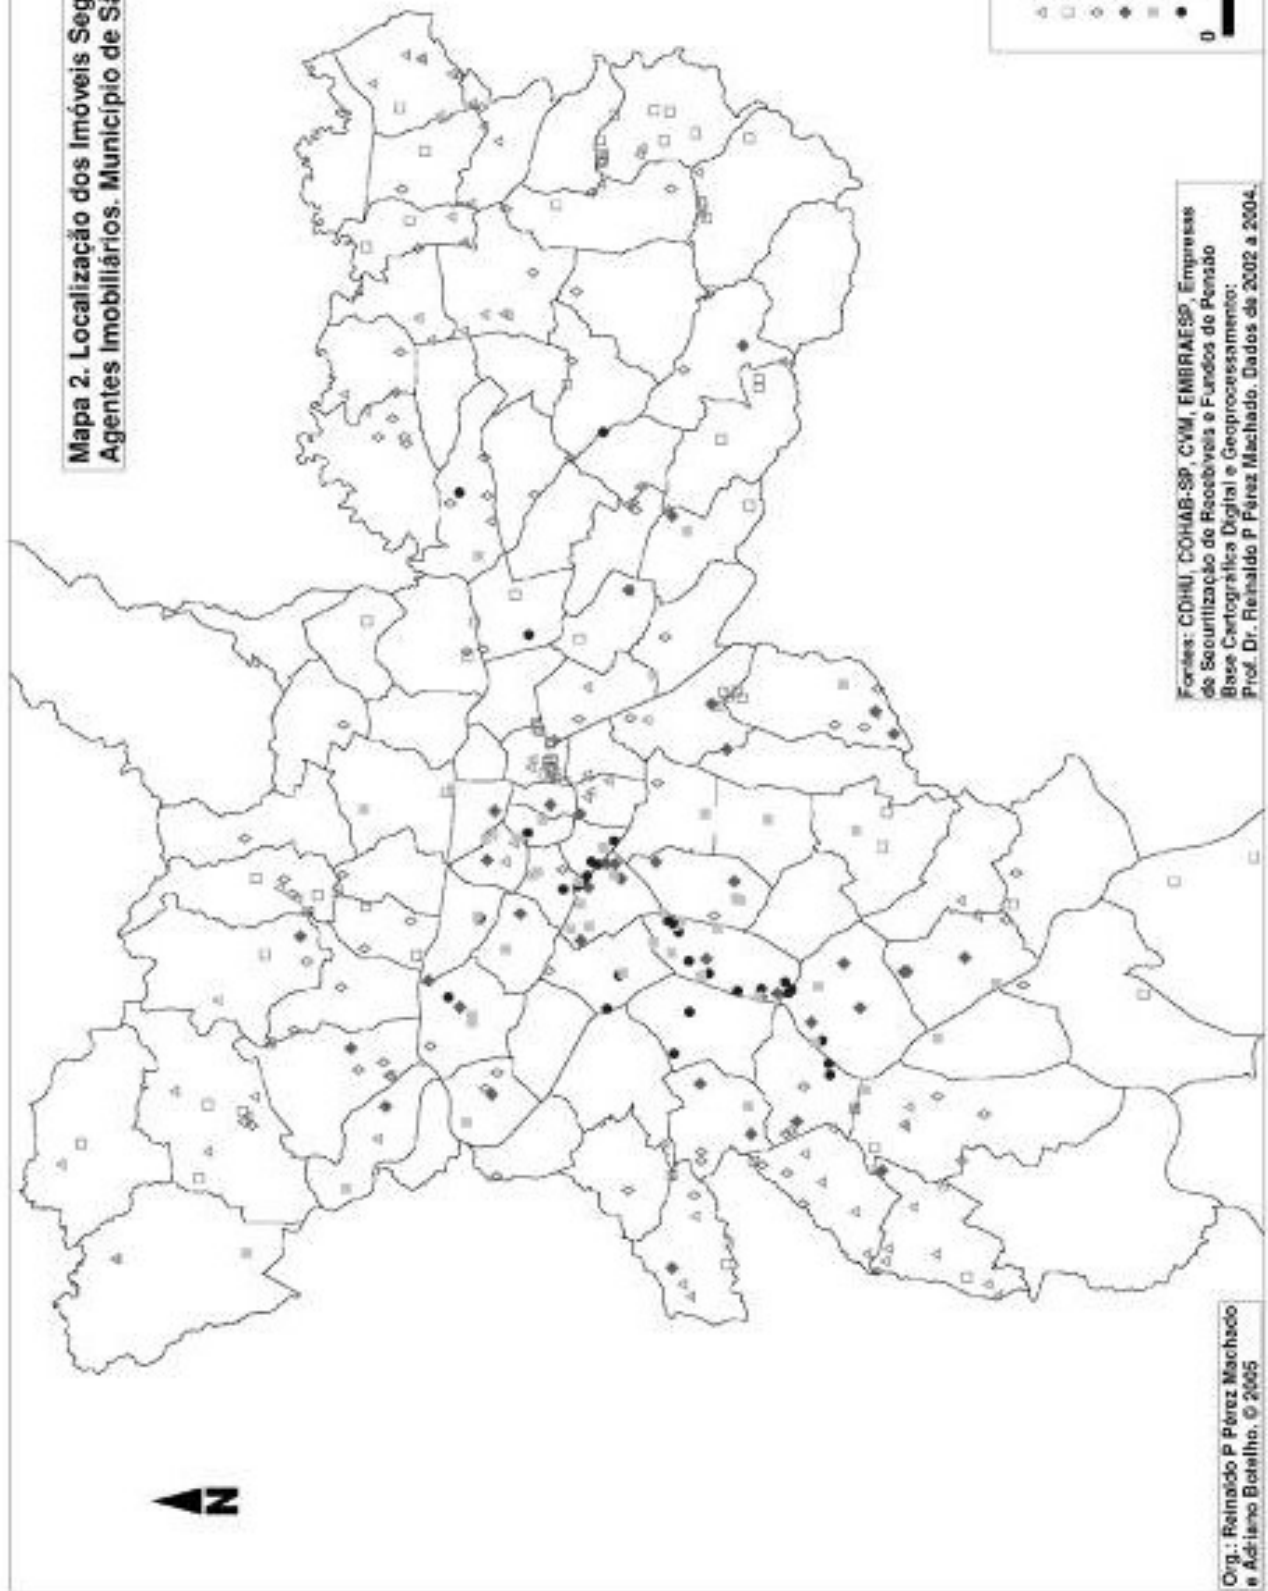 Mapa 2. Localização dos Imóveis Seg
Agentes Imobiliários. Município de Sã
N
0
Fontes: CDHU, COHAB-SP, CVM, EMBRAESP, Empresas
de Securitização de Recebíveis e Fundos de Pensão
Base Cartográfica Digital e Geoprocessamento:
Prof. Dr. Reinaldo P Pérez Machado. Dados de 2002 a 2004.
Org.: Reinaldo P Pérez Machado
e Adriano Botelho. © 2005